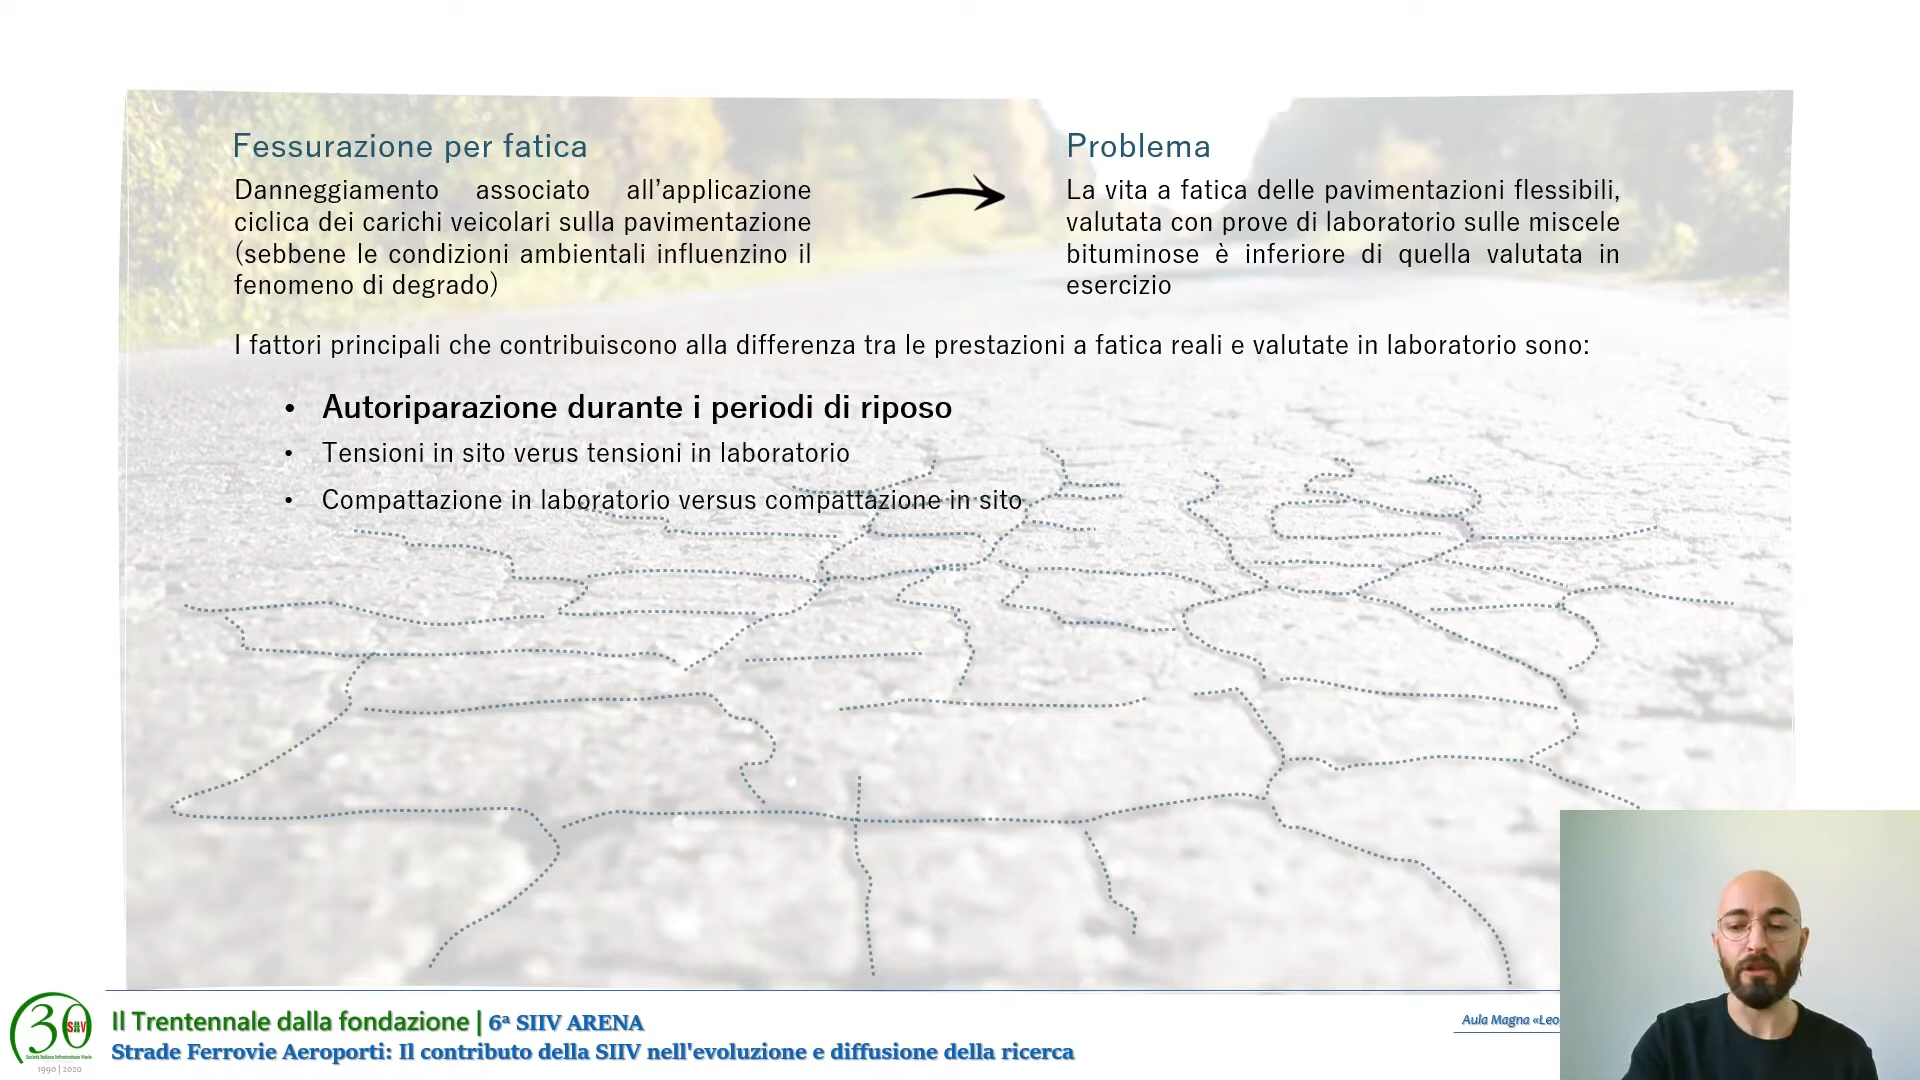 Fessurazione per fatica
Danneggiamento associato all’applicazione
ciclica dei carichi veicolari sulla pavimentazione
(sebbene le condizioni ambientali influenzino il
fenomeno di degrado)
Problema
La vita a fatica delle pavimentazioni flessibili,
valutata con prove di laboratorio sulle miscele
bituminose è inferiore di quella valutata in
esercizio
I fattori principali che contribuiscono alla differenza tra le prestazioni a fatica reali e valutate in laboratorio sono:
• Autoriparazione durante i periodi di riposo
• Tensioni in sito verus tensioni in laboratorio
• Compattazione in laboratorio versus compattazione in sito
30 SIIV
Società Italiana Infrastrutture Viarie
1990 | 2020
Il Trentennale dalla fondazione | 6ª SIIV ARENA
Strade Ferrovie Aeroporti: Il contributo della SIIV nell'evoluzione e diffusione della ricerca
Aula Magna «Leo